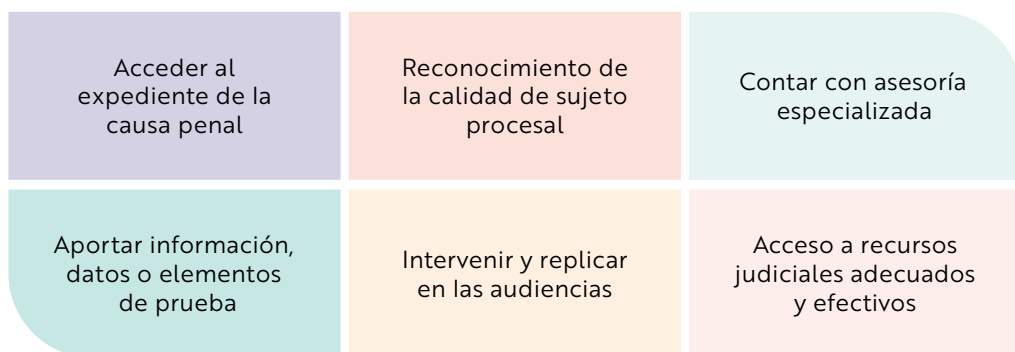 Acceder al
expediente de la
causa penal
Reconocimiento de
la calidad de sujeto
procesal
Contar con asesoría
especializada
Aportar información,
datos o elementos
de prueba
Intervenir y replicar
en las audiencias
Acceso a recursos
judiciales adecuados
y efectivos